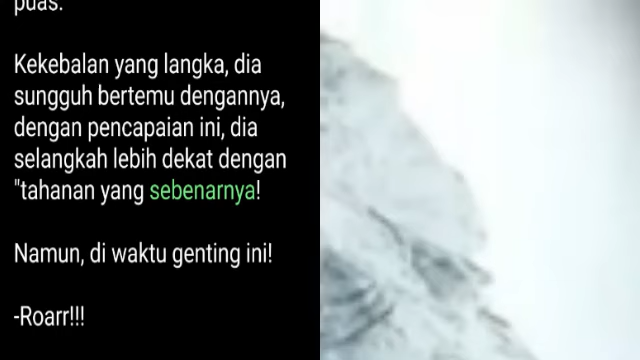 puas.
Kekebalan yang langka, dia
sungguh bertemu dengannya,
dengan pencapaian ini, dia
selangkah lebih dekat dengan
"tahanan yang sebenarnya!
Namun, di waktu genting ini!
-Roarr!!!